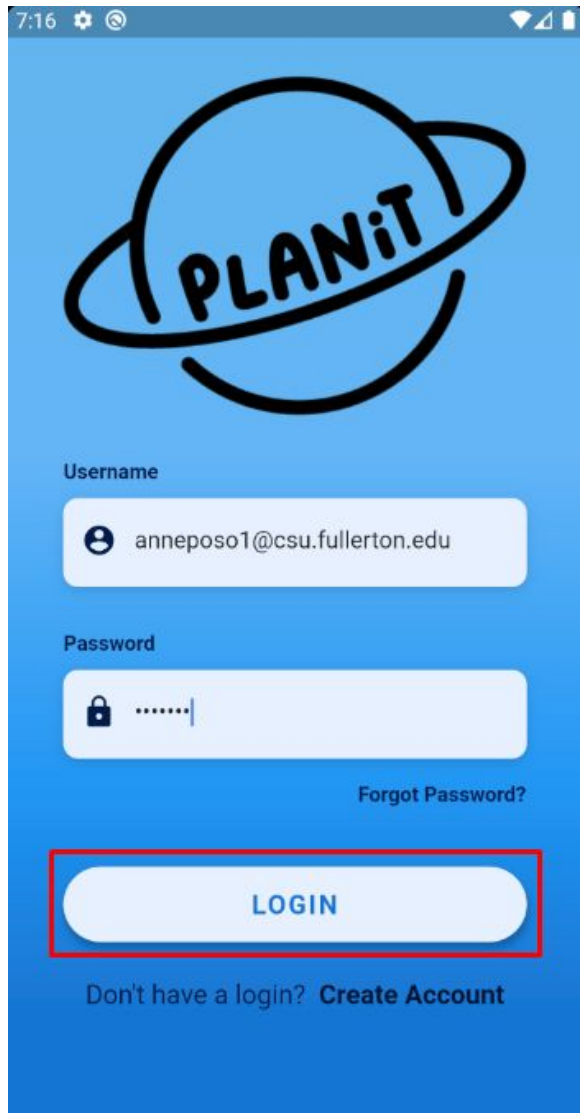 7:16
PLANiT
Username
anneposo1@csu.fullerton.edu
Password
•••••••
Forgot Password?
LOGIN
Don't have a login? Create Account